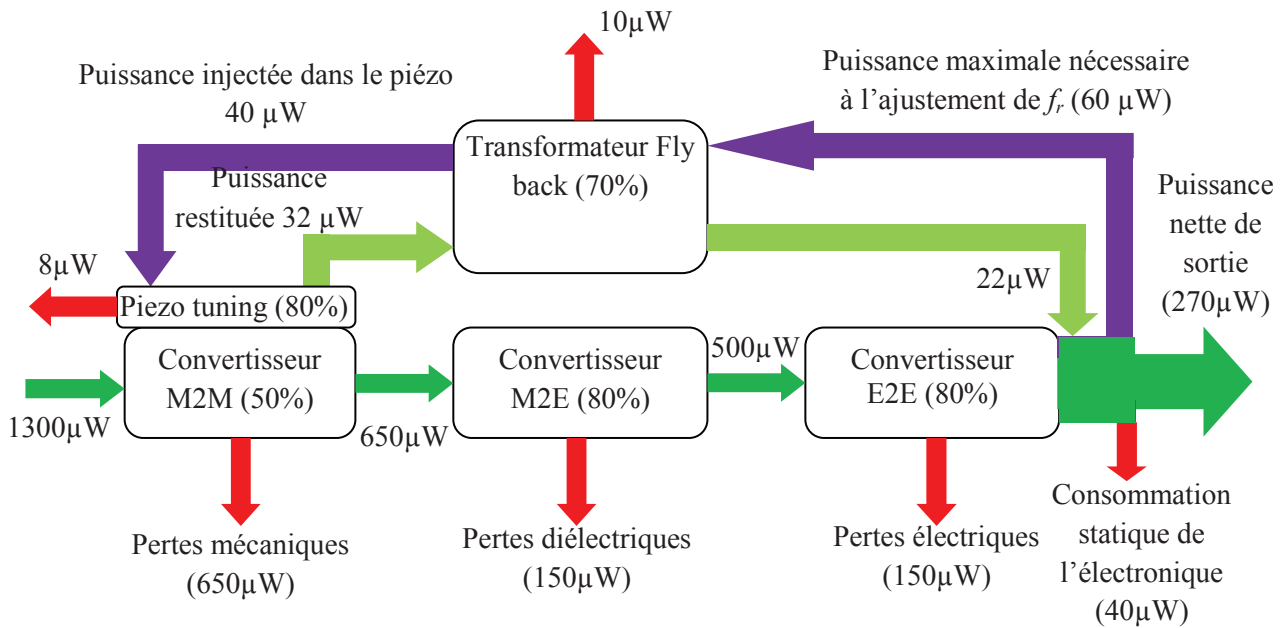 10µW
Puissance injectée dans le piézo
40 µW
Puissance maximale nécessaire
à l’ajustement de fr (60 µW)
Transformateur Fly
back (70%)
Puissance
restituée 32 µW
Puissance
nette de
sortie
(270µW)
8µW
22µW
Piezo tuning (80%)
Convertisseur
M2M (50%)
Convertisseur
M2E (80%)
500µW
Convertisseur
E2E (80%)
1300µW
650µW
Pertes mécaniques
(650µW)
Pertes diélectriques
(150µW)
Pertes électriques
(150µW)
Consommation
statique de
l’électronique
(40µW)